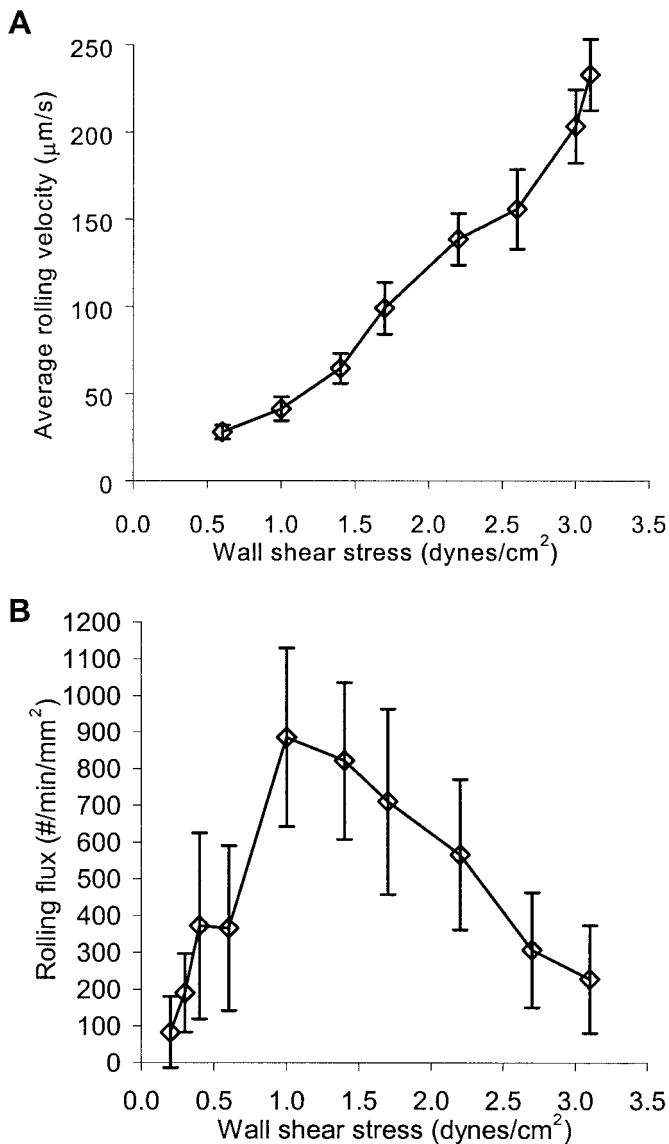 A
Average rolling velocity (μm/s)
250
200
150
100
50
0
0.0 0.5 1.0 1.5 2.0 2.5 3.0 3.5
Wall shear stress (dynes/cm²)
B
Rolling flux (#/min/mm²)
1200
1100
1000
900
800
700
600
500
400
300
200
100
0
0.0 0.5 1.0 1.5 2.0 2.5 3.0 3.5
Wall shear stress (dynes/cm²)